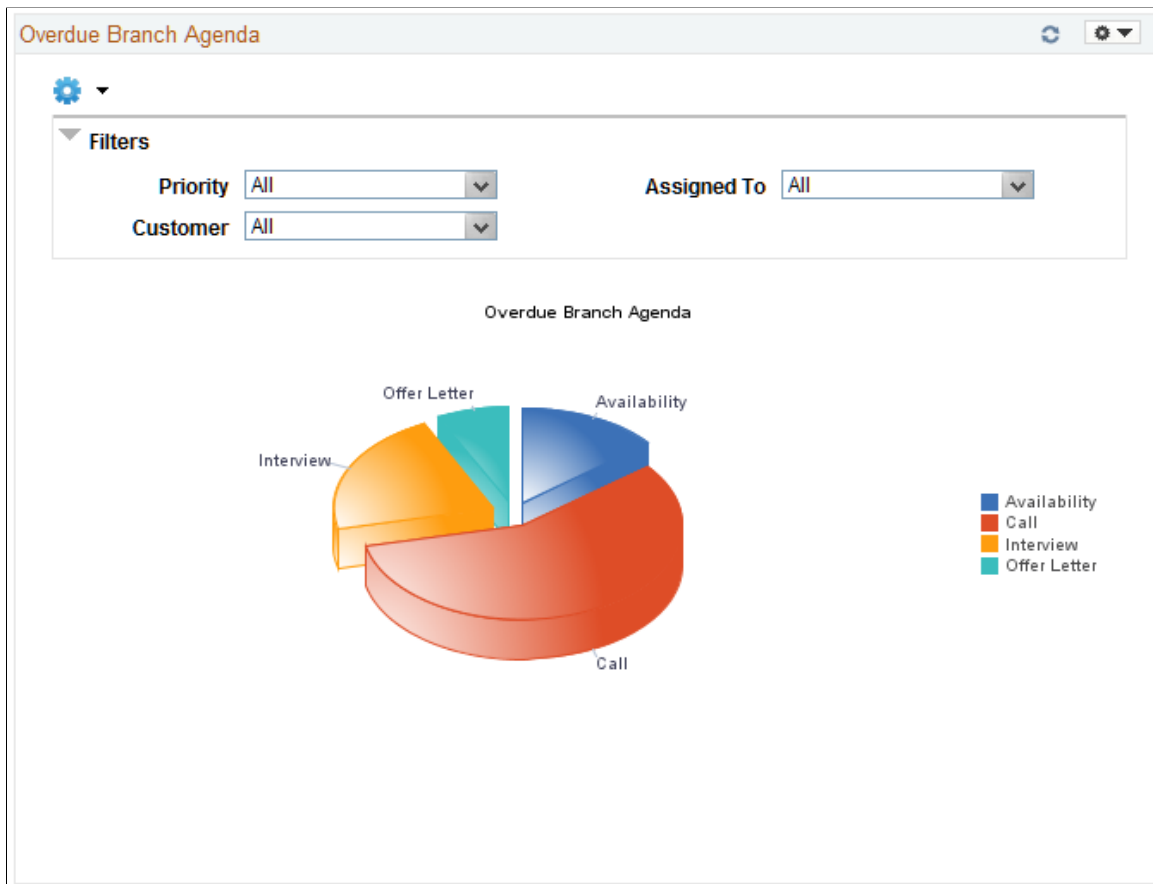 Overdue Branch Agenda
Filters
Priority All Assigned To All
Customer All
Overdue Branch Agenda
Offer Letter
Availability
Interview
Call
Availability
Call
Interview
Offer Letter